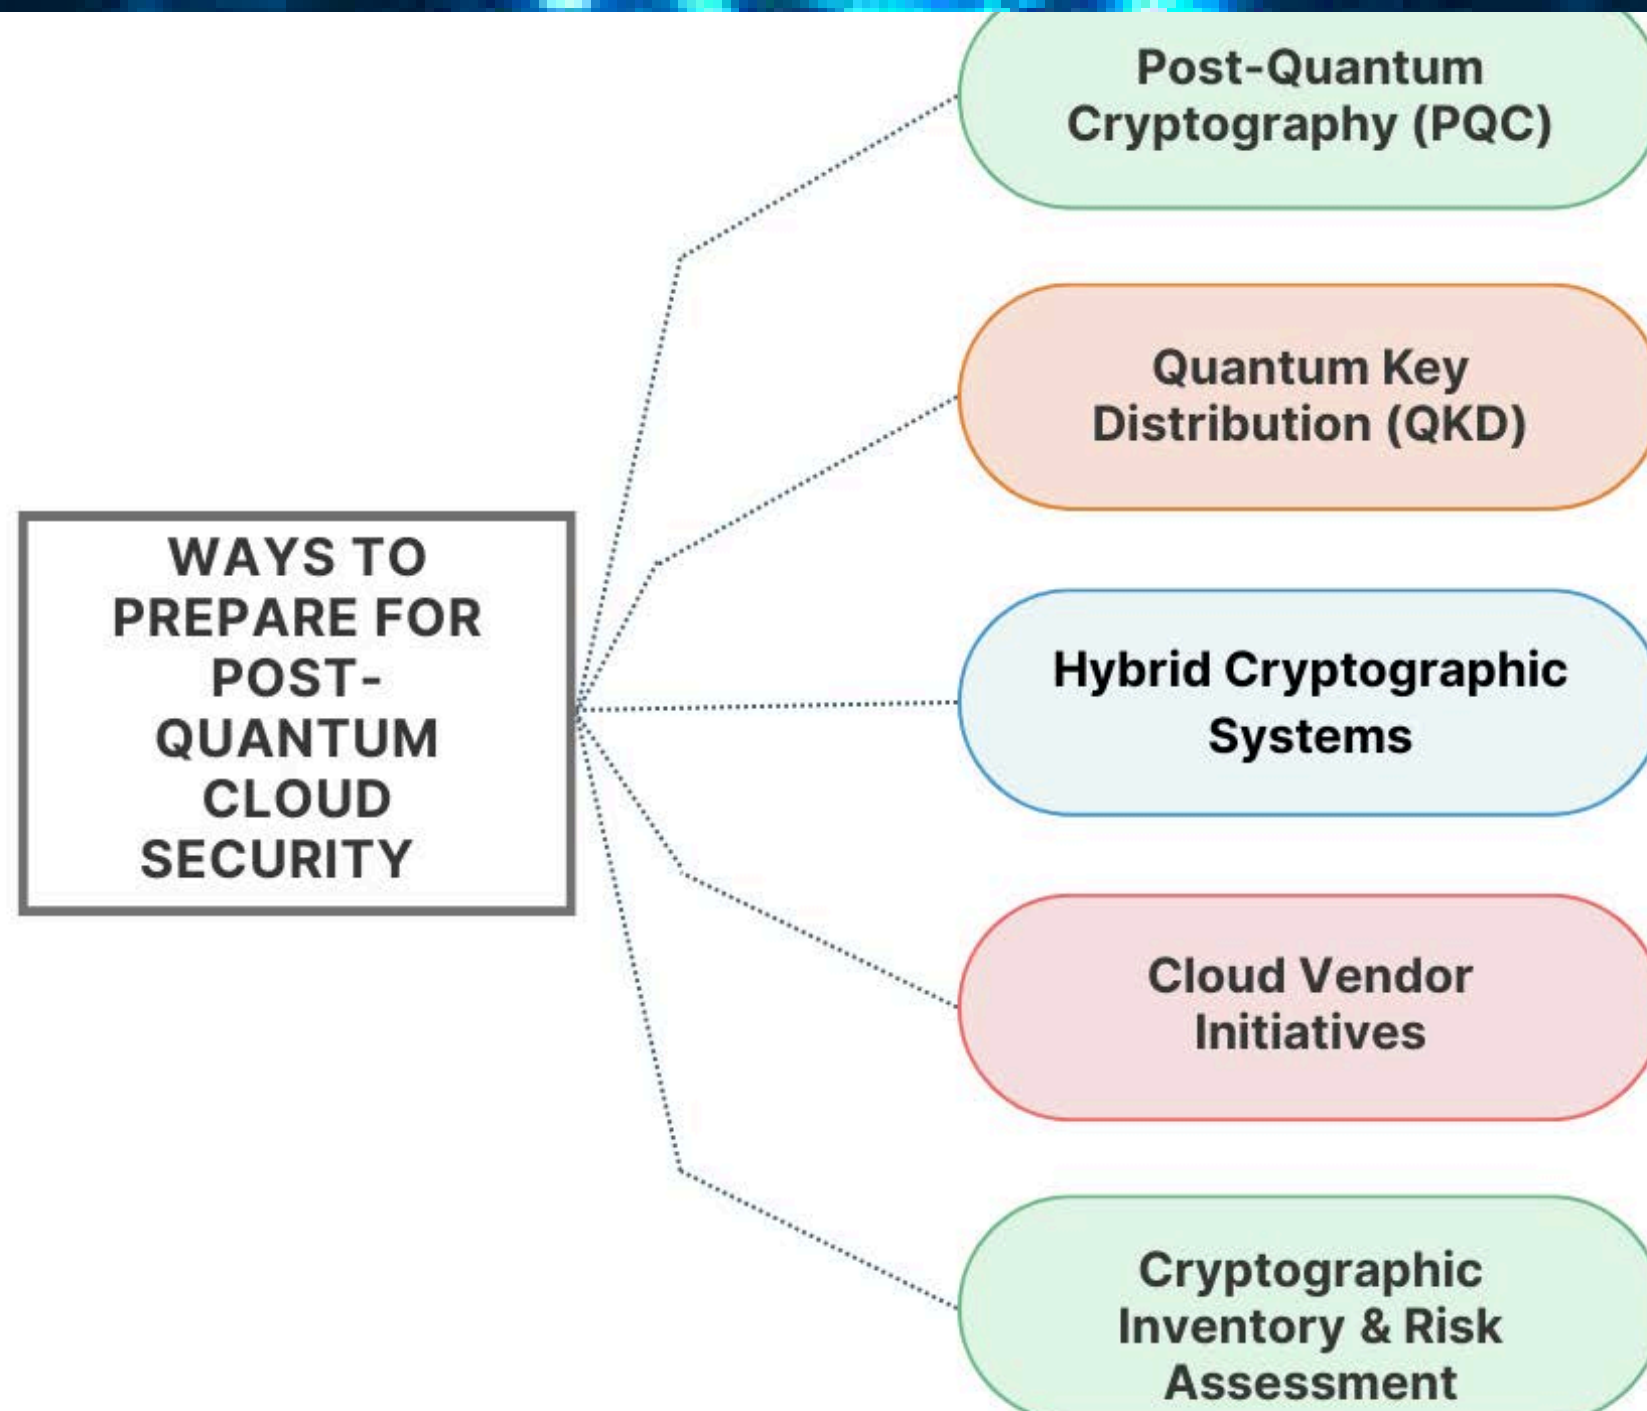 WAYS TO
PREPARE FOR
POST-
QUANTUM
CLOUD
SECURITY
Post-Quantum
Cryptography (PQC)
Quantum Key
Distribution (QKD)
Hybrid Cryptographic
Systems
Cloud Vendor
Initiatives
Cryptographic
Inventory & Risk
Assessment